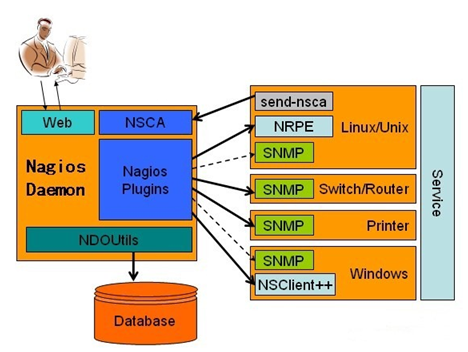 Web
NSCA
Nagios
Daemon
Nagios
Plugins
NDOUtils
Database
send-nsca
NRPE
Linux/Unix
SNMP
SNMP
Switch/Router
SNMP
Printer
SNMP
Windows
NSClient++
Service